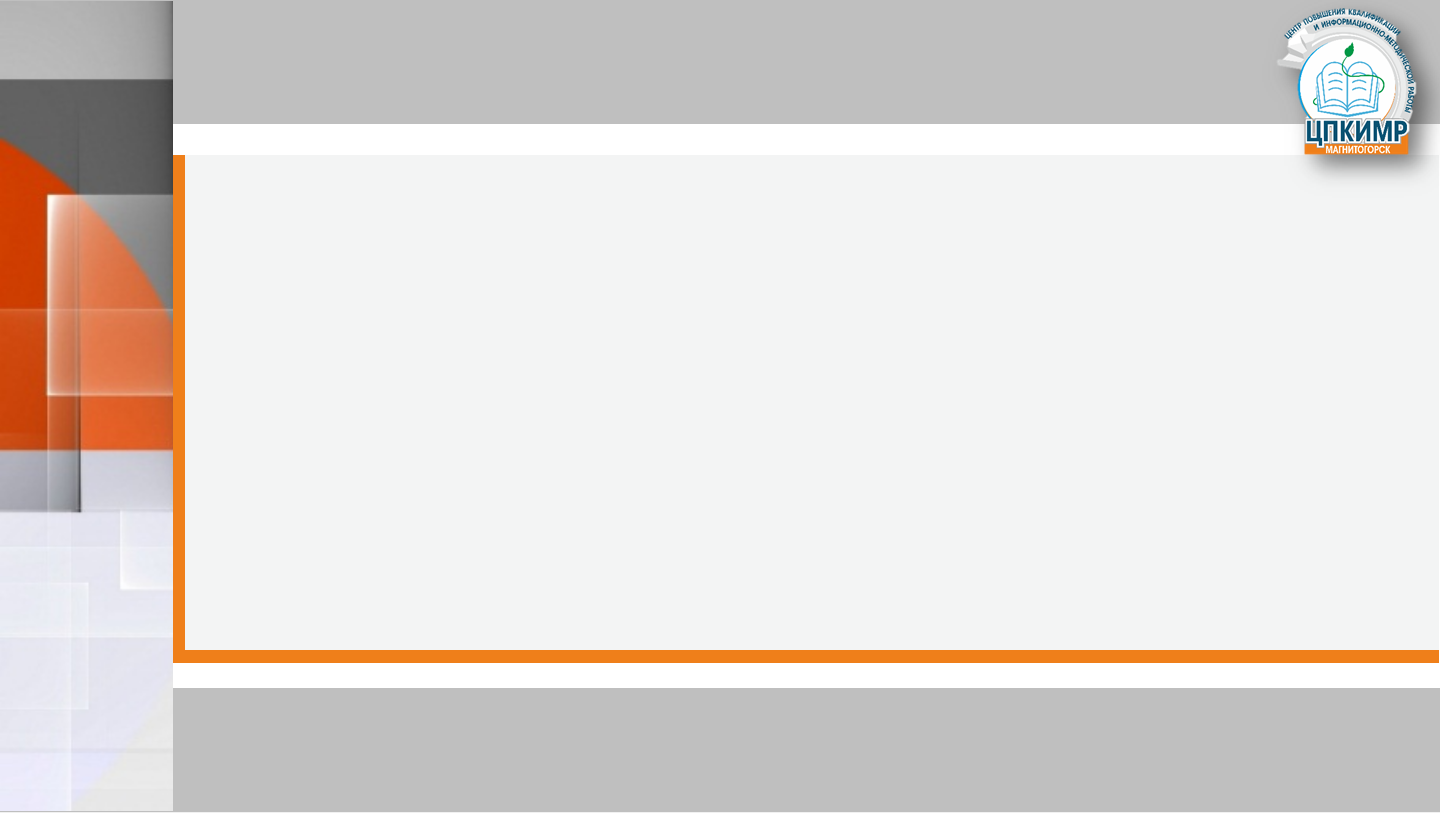 ЦЕНТР ПОВЫШЕНИЯ КВАЛИФИКАЦИИ
И ИНФОРМАЦИОННО-МЕТОДИЧЕСКОЙ РАБОТЫ
ЦПКИМР
МАГНИТОГОРСК